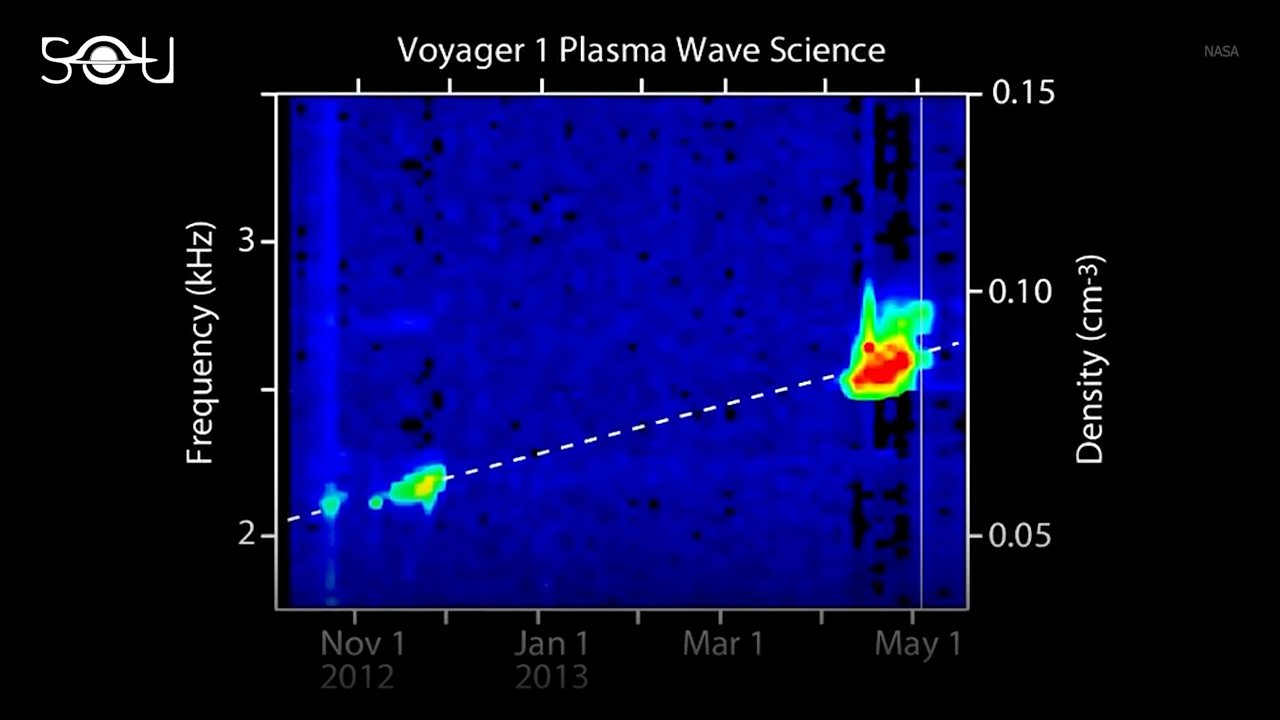 SOU
Voyager 1 Plasma Wave Science
NASA
0.15
3
0.10
Frequency (kHz)
Density (cm-3)
2
0.05
Nov 1
2012
Jan 1
2013
Mar 1
May 1